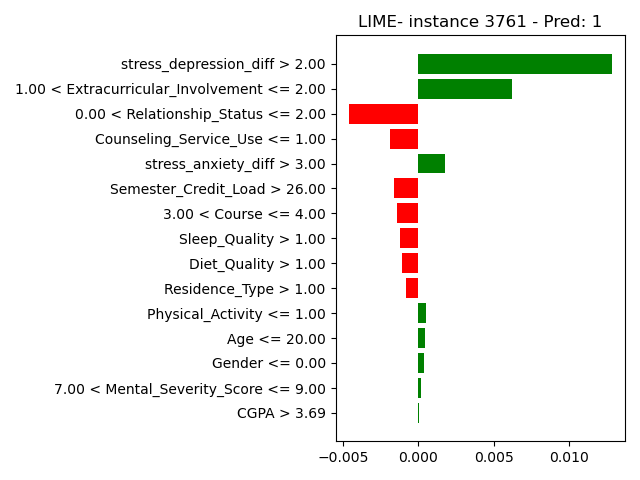 LIME- instance 3761 - Pred: 1
stress_depression_diff > 2.00
1.00 < Extracurricular_Involvement <= 2.00
0.00 < Relationship_Status <= 2.00
Counseling_Service_Use <= 1.00
stress_anxiety_diff > 3.00
Semester_Credit_Load > 26.00
3.00 < Course <= 4.00
Sleep_Quality > 1.00
Diet_Quality > 1.00
Residence_Type > 1.00
Physical_Activity <= 1.00
Age <= 20.00
Gender <= 0.00
7.00 < Mental_Severity_Score <= 9.00
CGPA > 3.69
−0.005 0.000 0.005 0.010